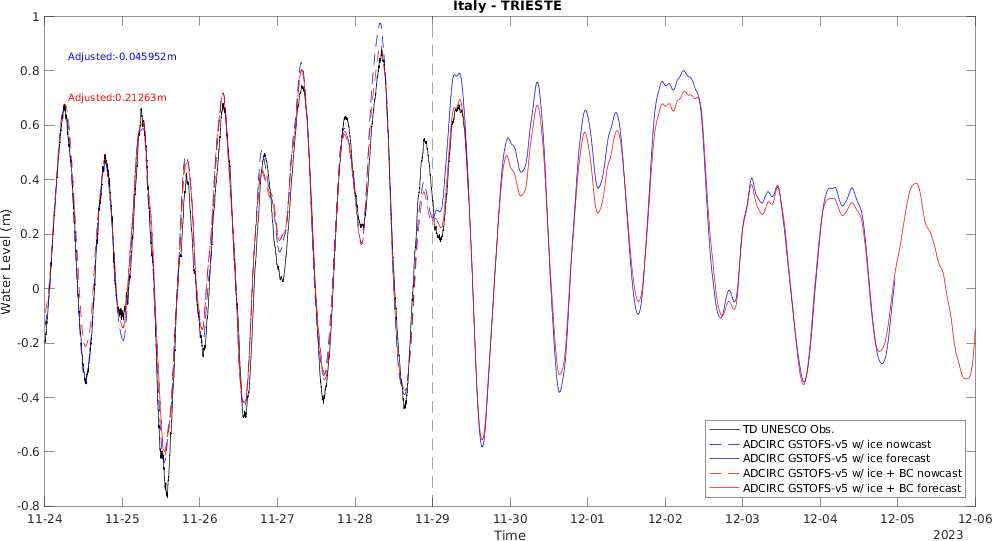 Italy - TRIESTE
Adjusted:-0.045952m
Adjusted:0.21263m
Water Level (m)
1
0.8
0.6
0.4
0.2
0
-0.2
-0.4
-0.6
-0.8
TD UNESCO Obs.
ADCIRC GSTOFS-v5 w/ ice nowcast
ADCIRC GSTOFS-v5 w/ ice forecast
ADCIRC GSTOFS-v5 w/ ice + BC nowcast
ADCIRC GSTOFS-v5 w/ ice + BC forecast
11-24 11-25 11-26 11-27 11-28 11-29 11-30 12-01 12-02 12-03 12-04 12-05 12-06
Time
2023